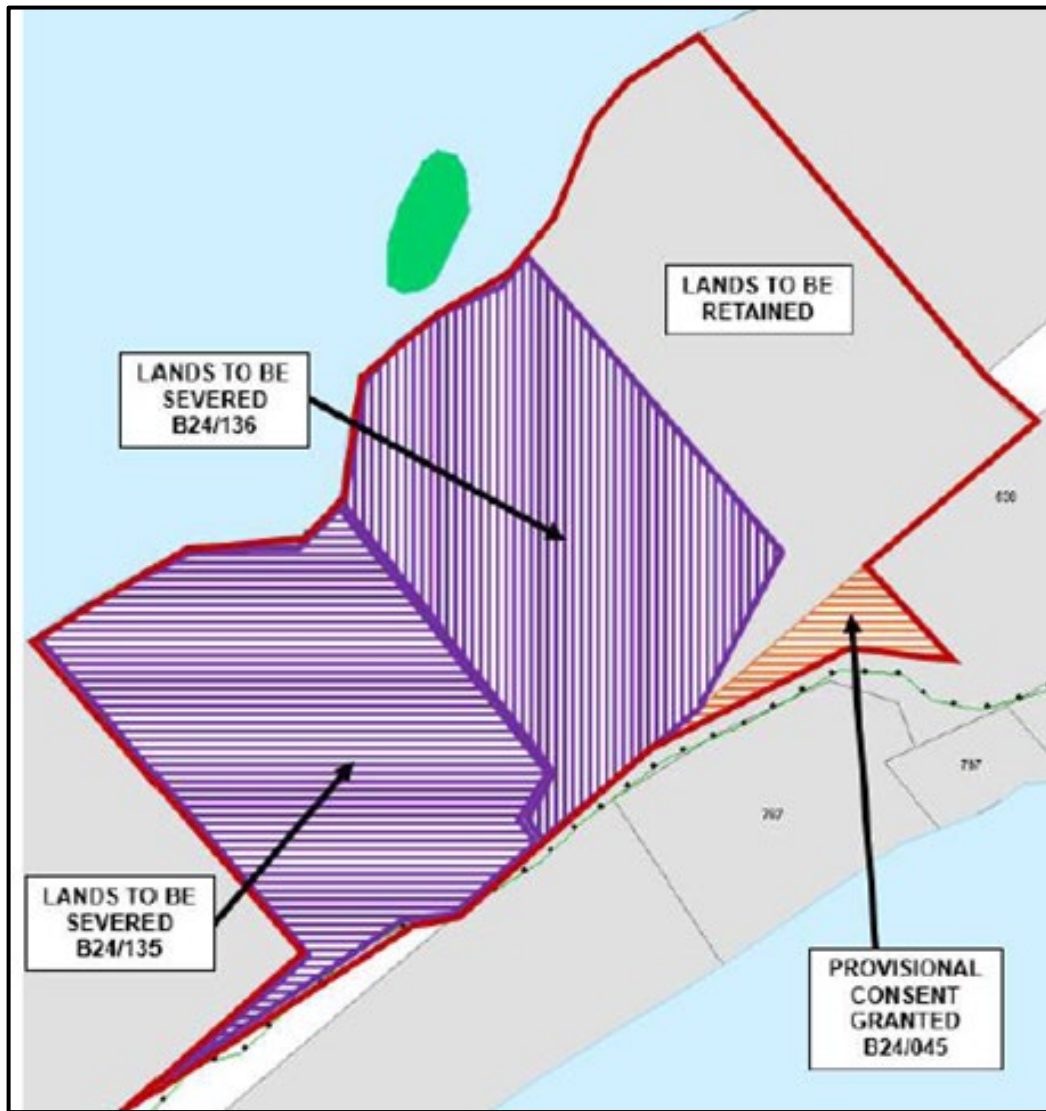 LANDS TO BE
RETAINED
LANDS TO BE
SEVERED
B24/136
LANDS TO BE
SEVERED
B24/135
PROVISIONAL
CONSENT
GRANTED
B24/045